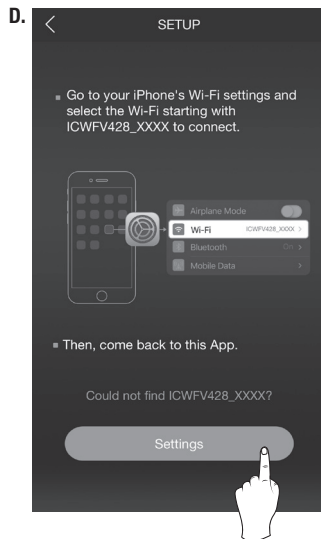 D.
SETUP
Go to your iPhone's Wi-Fi settings and
select the Wi-Fi starting with
ICWFV428_XXXX to connect.
Airplane Mode
Wi-Fi ICWFV428_XXXX >
Bluetooth On >
Mobile Data >
Then, come back to this App.
Could not find ICWFV428_XXXX?
Settings